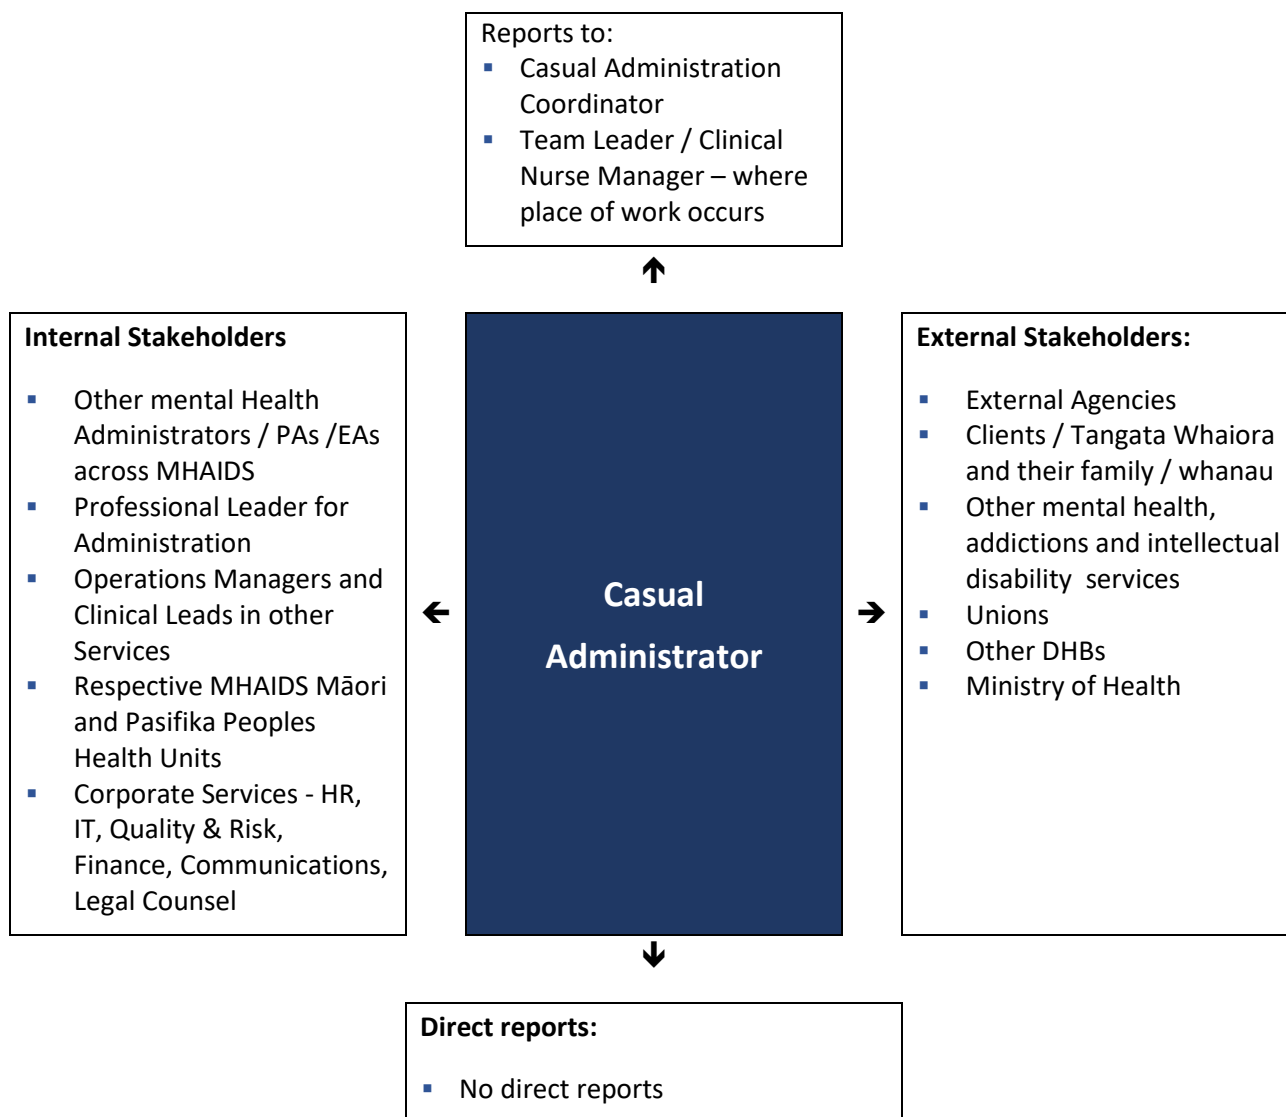 Reports to:
▪ Casual Administration
Coordinator
▪ Team Leader / Clinical
Nurse Manager – where
place of work occurs
🡱
Internal Stakeholders
▪ Other mental Health
Administrators / PAs /EAs
across MHAIDS
▪ Professional Leader for
Administration
▪ Operations Managers and
Clinical Leads in other
Services
▪ Respective MHAIDS Māori
and Pasifika Peoples
Health Units
▪ Corporate Services - HR,
IT, Quality & Risk,
Finance, Communications,
Legal Counsel
🡰
Casual
Administrator
🡲
External Stakeholders:
▪ External Agencies
▪ Clients / Tangata Whaiora
and their family / whanau
▪ Other mental health,
addictions and intellectual
disability  services
▪ Unions
▪ Other DHBs
▪ Ministry of Health
🡳
Direct reports:
▪ No direct reports